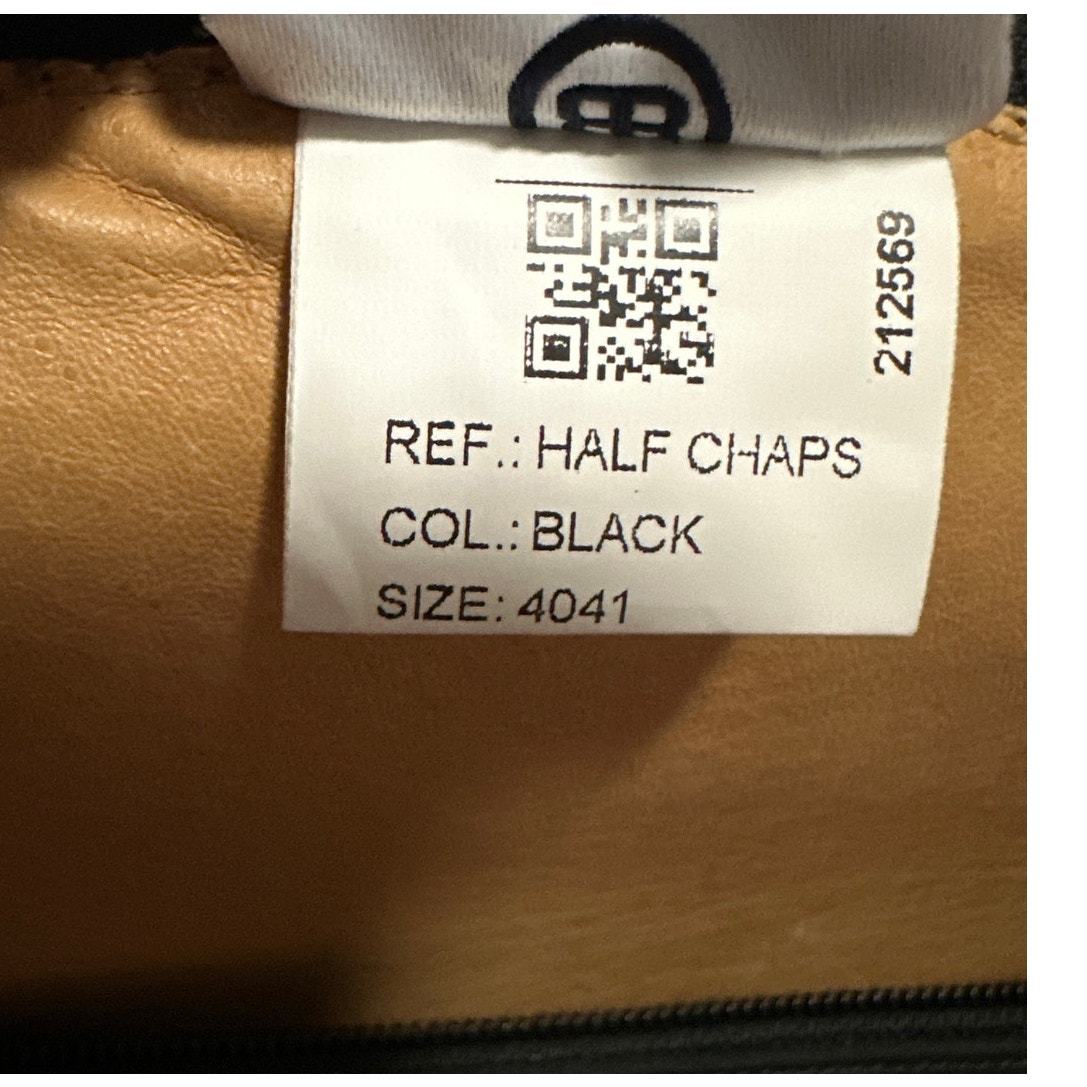 212569
REF.: HALF CHAPS
COL.: BLACK
SIZE: 4041